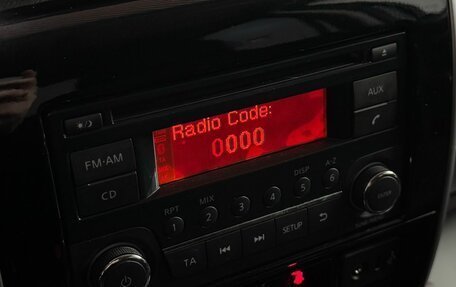 Radio Code:
0000
AUX
FM·AM
CD
RPT
MIX
DISP
A-Z
1
2
3
4
5
6
TA
SETUP
ENTER